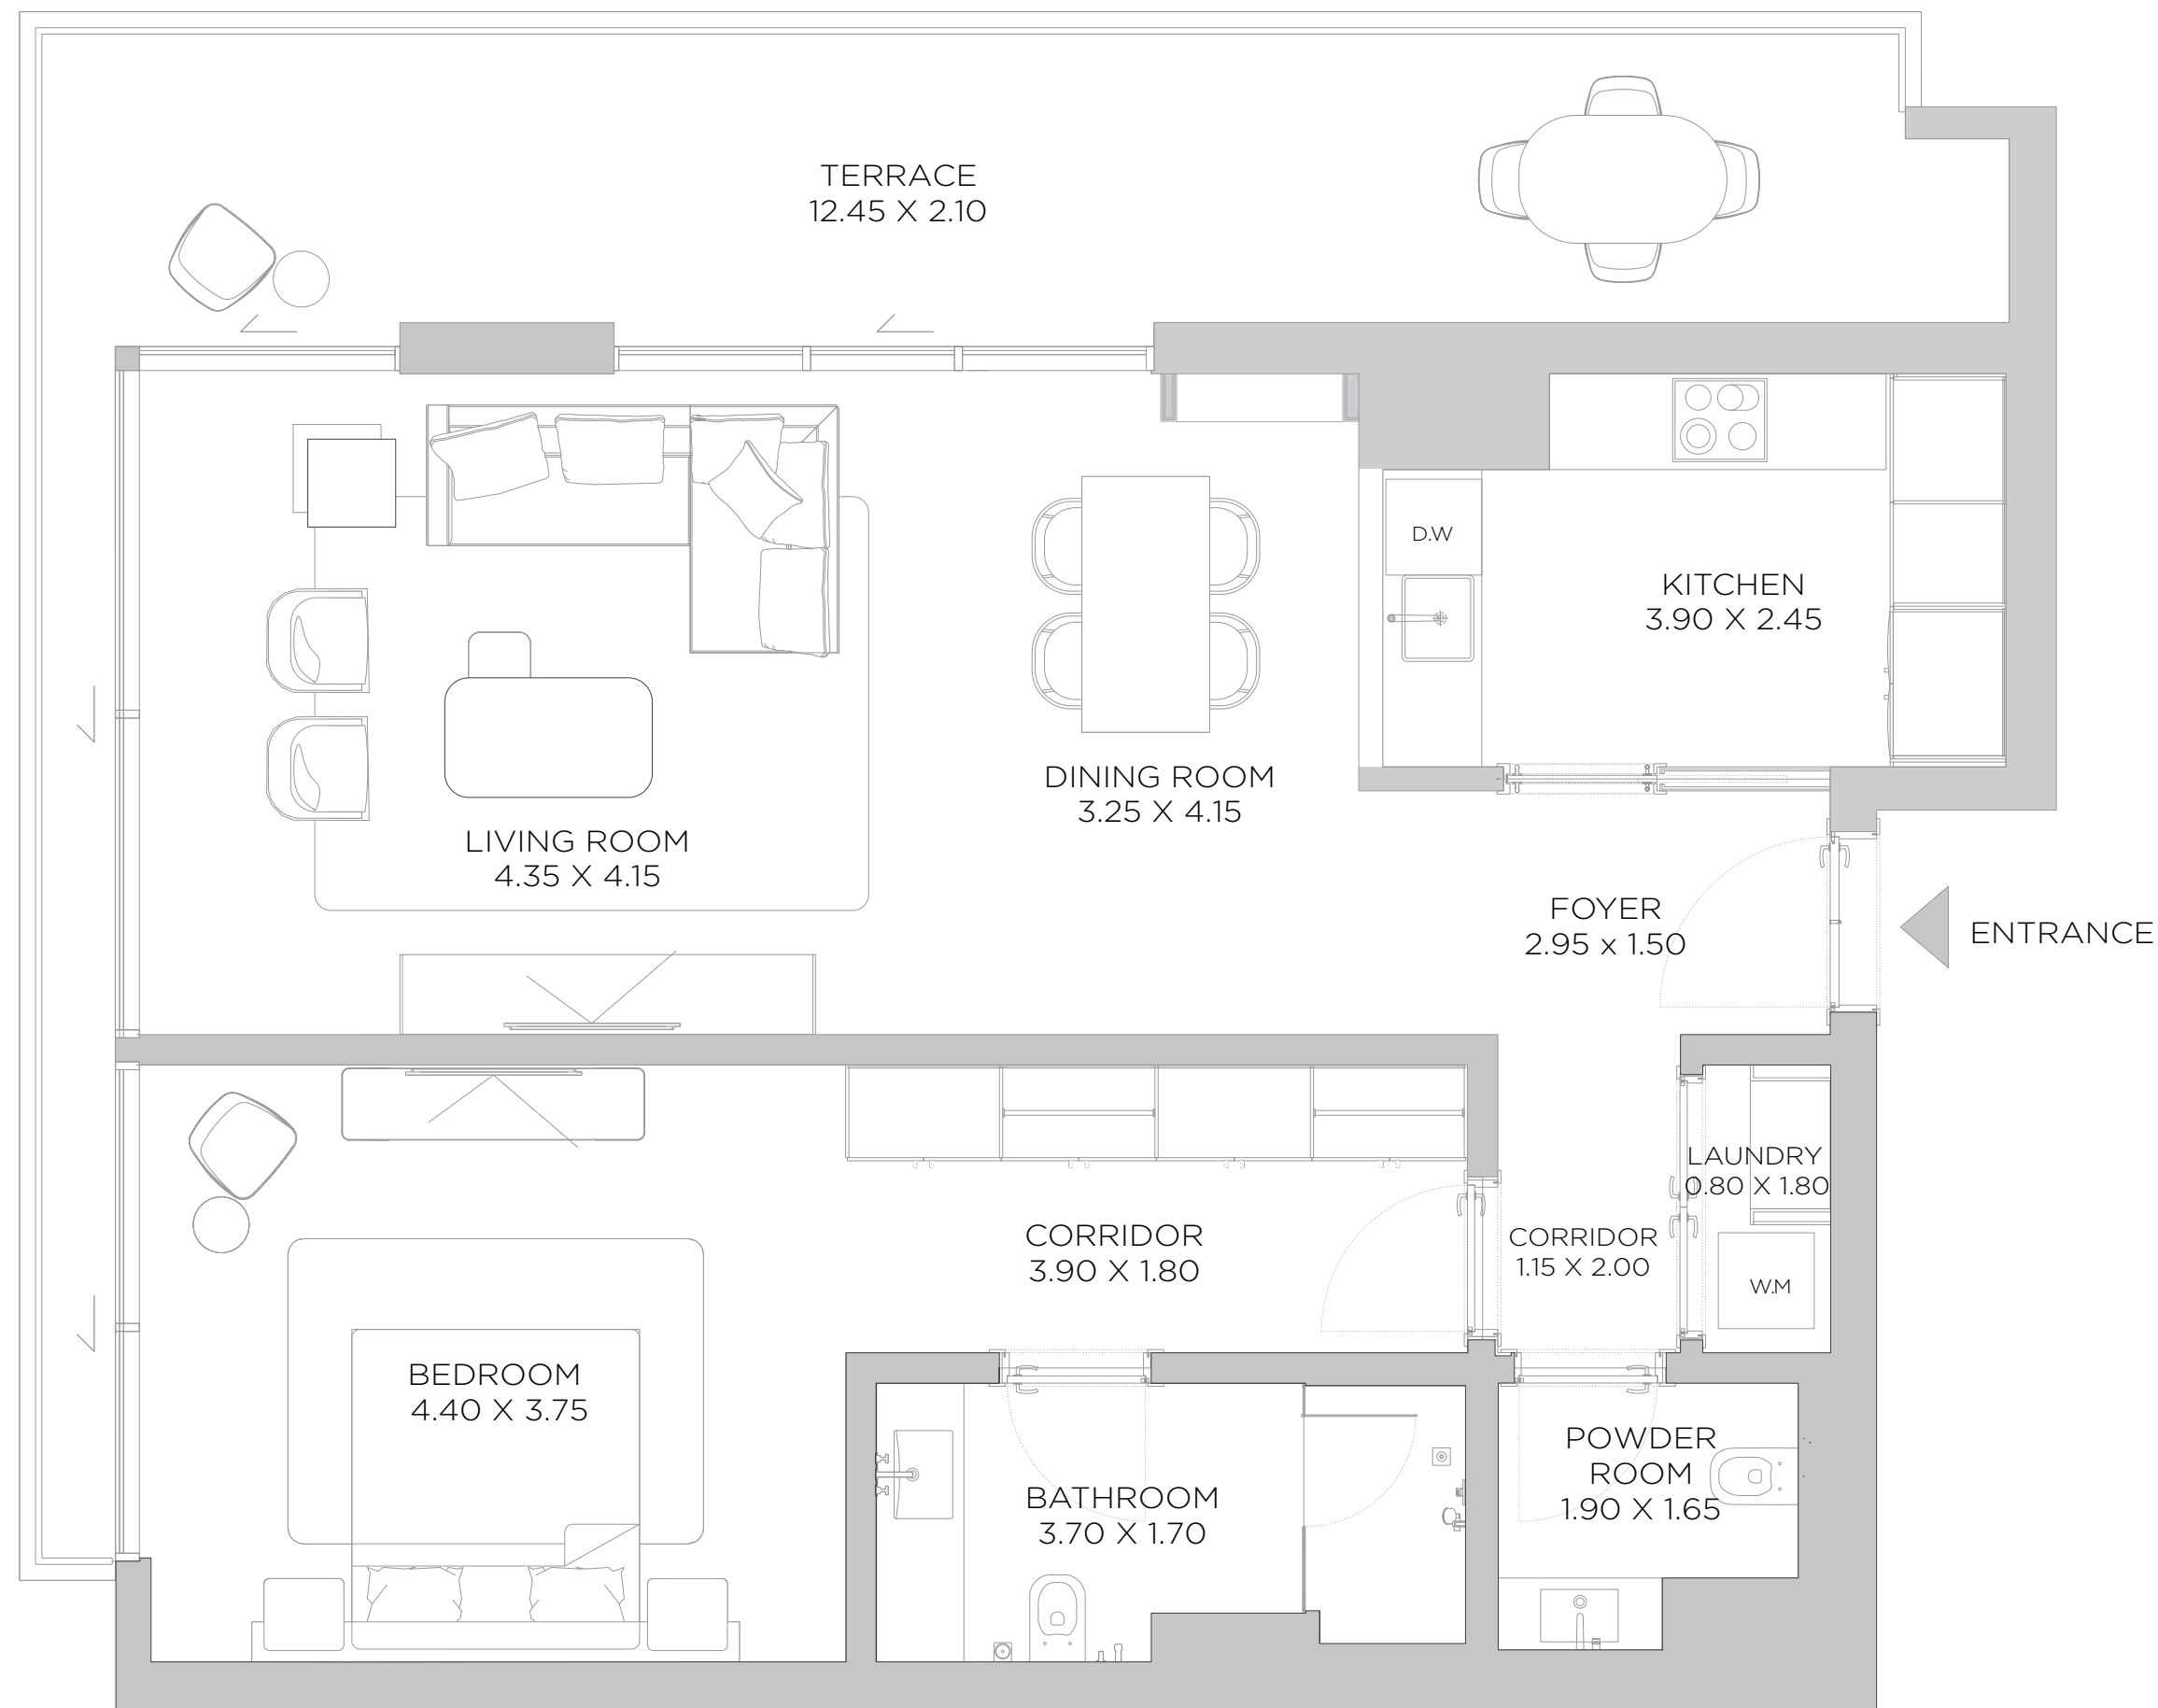 TERRACE
12.45 X 2.10
D.W
KITCHEN
3.90 X 2.45
DINING ROOM
3.25 X 4.15
LIVING ROOM
4.35 X 4.15
FOYER
2.95 x 1.50
ENTRANCE
LAUNDRY
0.80 X 1.80
CORRIDOR
3.90 X 1.80
CORRIDOR
1.15 X 2.00
W.M
BEDROOM
4.40 X 3.75
POWDER
ROOM
1.90 X 1.65
BATHROOM
3.70 X 1.70